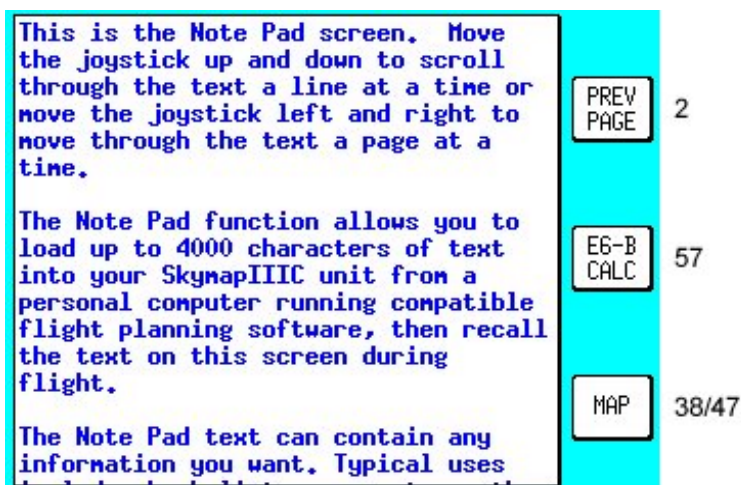 This is the Note Pad screen. Move
the joystick up and down to scroll
through the text a line at a time or
move the joystick left and right to
move through the text a page at a
time.
The Note Pad function allows you to
load up to 4000 characters of text
into your SkymapIIIC unit from a
personal computer running compatible
flight planning software, then recall
the text on this screen during
flight.
The Note Pad text can contain any
information you want. Typical uses
PREV
PAGE
2
E6-B
CALC
57
MAP
38/47